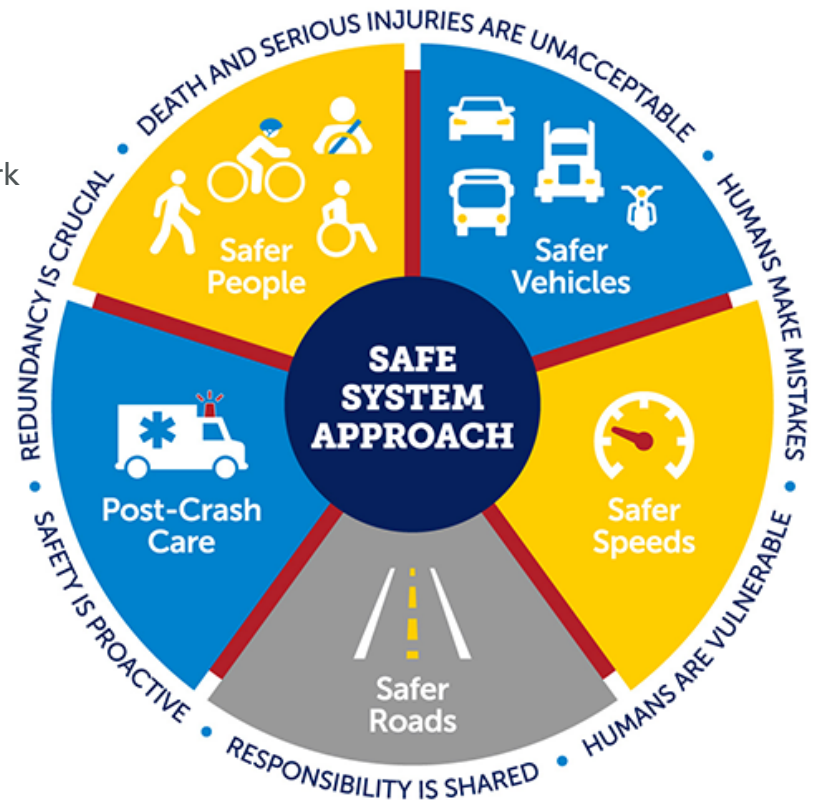 DEATH AND SERIOUS INJURIES ARE UNACCEPTABLE
HUMANS MAKE MISTAKES
HUMANS ARE VULNERABLE
RESPONSIBILITY IS SHARED
SAFETY IS PROACTIVE
REDUNDANCY IS CRUCIAL
rk
Safer
People
Safer
Vehicles
SAFE
SYSTEM
APPROACH
Post-Crash
Care
Safer
Speeds
Safer
Roads